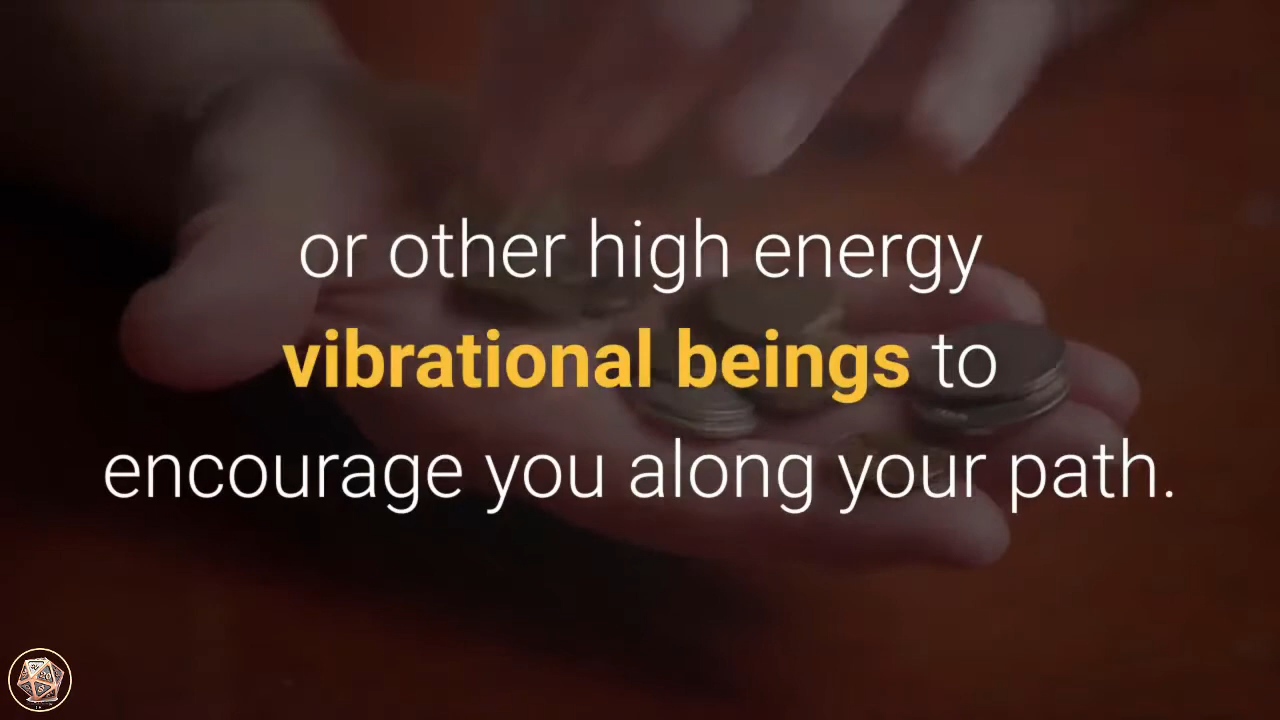 or other high energy
vibrational beings to
encourage you along your path.